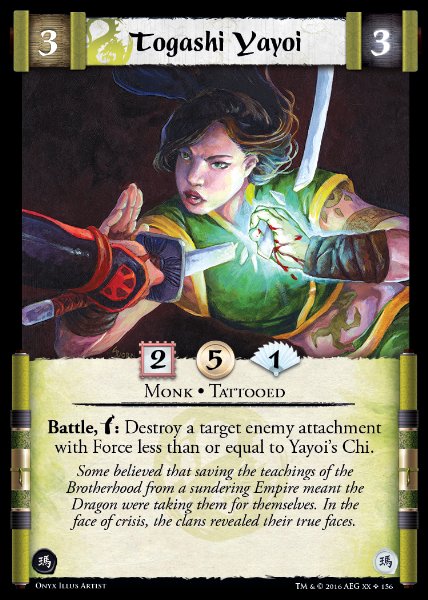 3 Togashi Yayoi 3
2 5 1
Monk • Tattooed
Battle, : Destroy a target enemy attachment
with Force less than or equal to Yayoi's Chi.
Some believed that saving the teachings of the
Brotherhood from a sundering Empire meant the
Dragon were taking them for themselves. In the
face of crisis, the clans revealed their true faces.
瑪 瑪
Onyx Illus Artist TM & © 2016 AEG XX ❖ 156